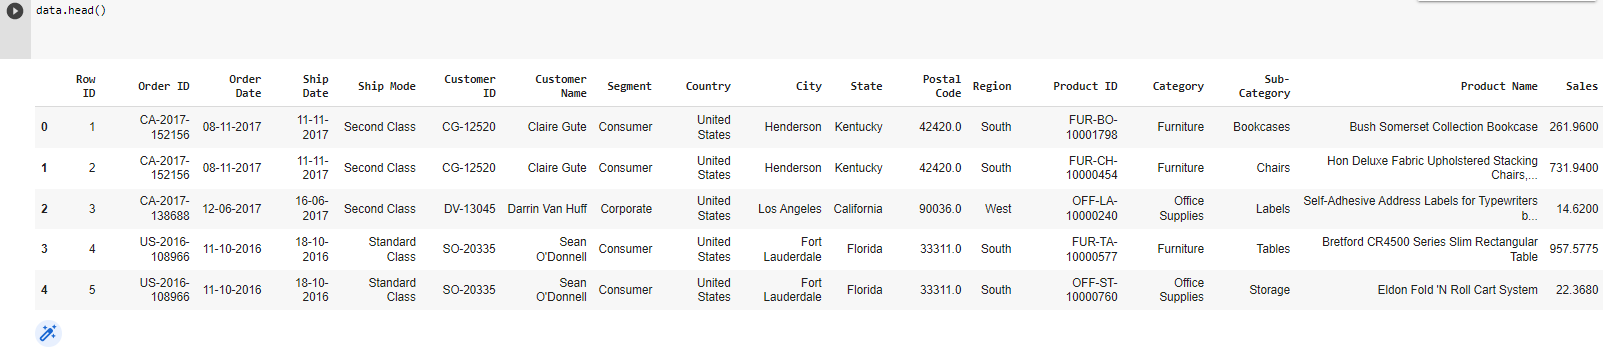 data.head()
Row ID Order ID Order Date Ship Date Ship Mode Customer ID Customer Name Segment Country City State Postal Code Region Product ID Category Sub-Category Product Name Sales
0 1 CA-2017-152156 08-11-2017 11-11-2017 Second Class CG-12520 Claire Gute Consumer United States Henderson Kentucky 42420.0 South FUR-BO-10001798 Furniture Bookcases Bush Somerset Collection Bookcase 261.9600
1 2 CA-2017-152156 08-11-2017 11-11-2017 Second Class CG-12520 Claire Gute Consumer United States Henderson Kentucky 42420.0 South FUR-CH-10000454 Furniture Chairs Hon Deluxe Fabric Upholstered Stacking Chairs,... 731.9400
2 3 CA-2017-138688 12-06-2017 16-06-2017 Second Class DV-13045 Darrin Van Huff Corporate United States Los Angeles California 90036.0 West OFF-LA-10000240 Office Supplies Labels Self-Adhesive Address Labels for Typewriters b... 14.6200
3 4 US-2016-108966 11-10-2016 18-10-2016 Standard Class SO-20335 Sean O'Donnell Consumer United States Fort Lauderdale Florida 33311.0 South FUR-TA-10000577 Furniture Tables Bretford CR4500 Series Slim Rectangular Table 957.5775
4 5 US-2016-108966 11-10-2016 18-10-2016 Standard Class SO-20335 Sean O'Donnell Consumer United States Fort Lauderdale Florida 33311.0 South OFF-ST-10000760 Office Supplies Storage Eldon Fold 'N Roll Cart System 22.3680